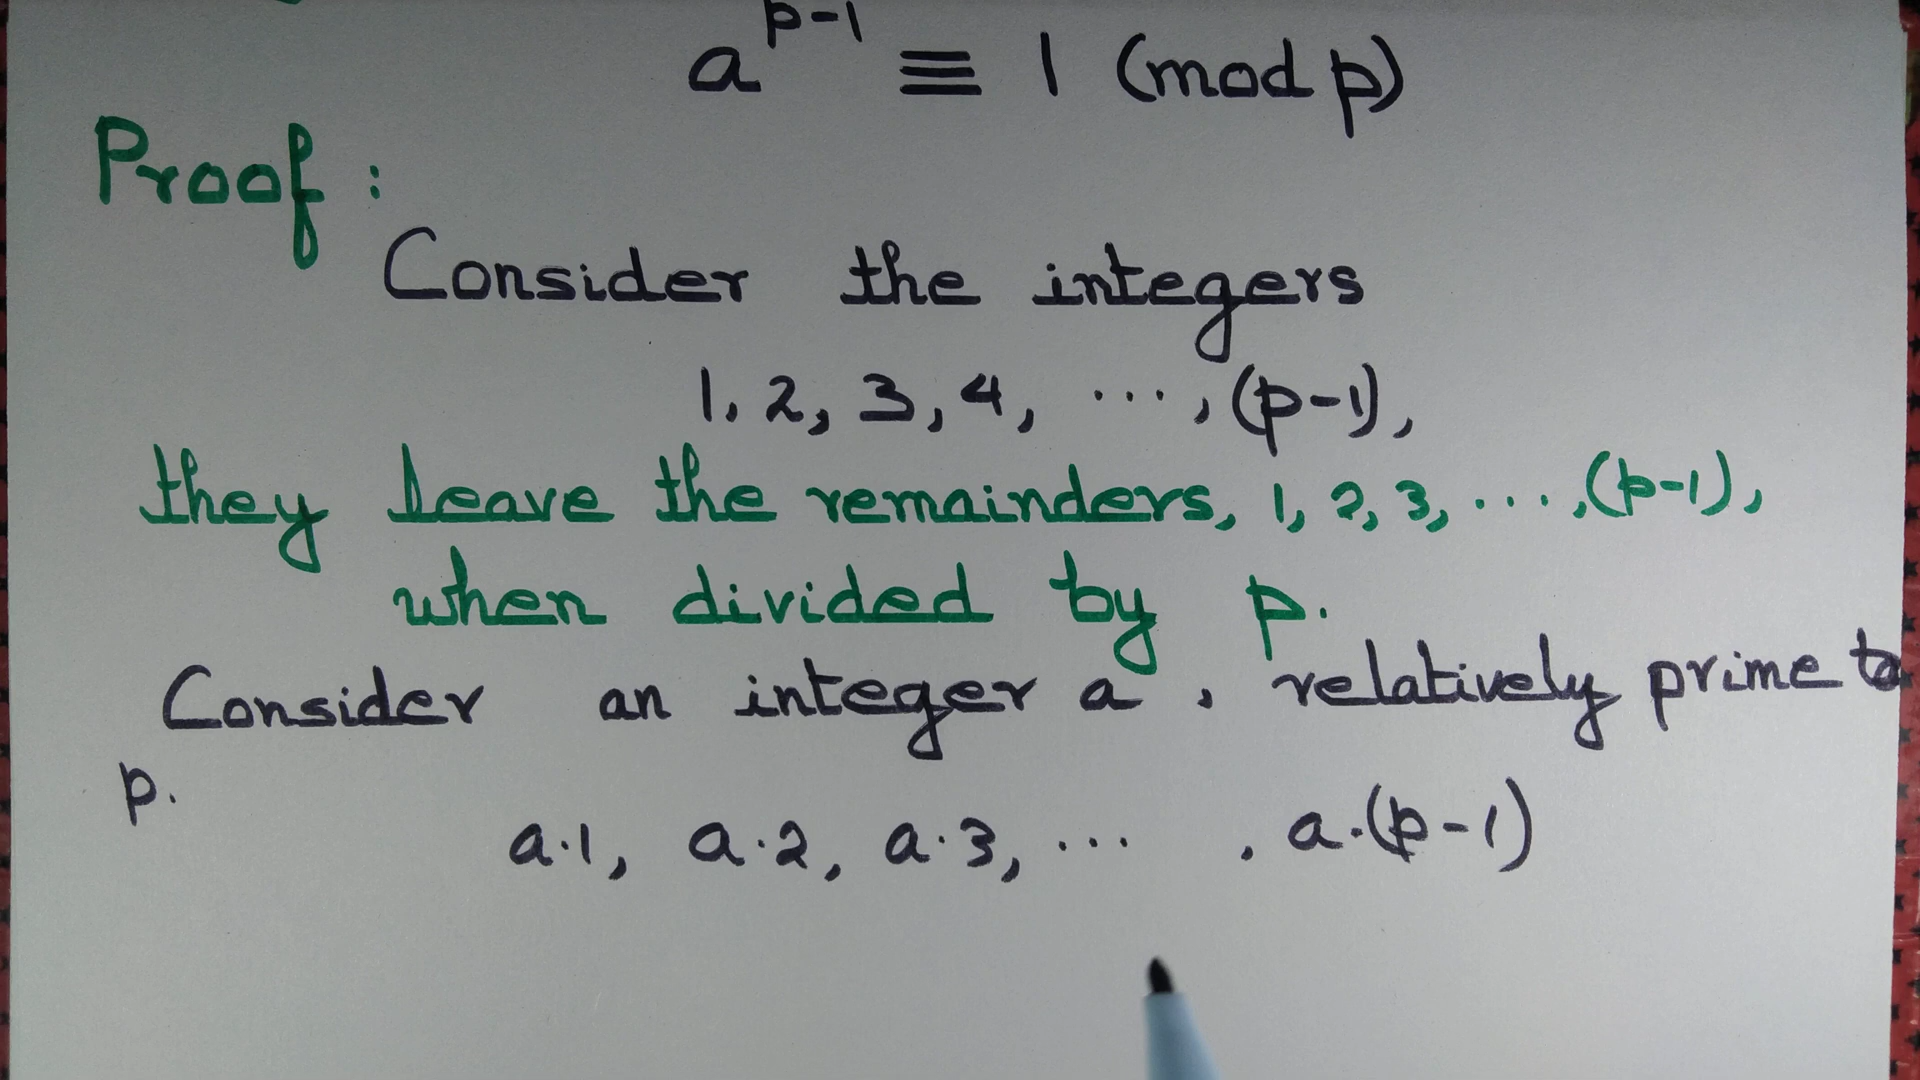 a^{p-1} ≡ 1 (mod p)
Proof :
Consider the integers
1, 2, 3, 4, ..., (p-1),
they leave the remainders, 1, 2, 3, ...,(p-1),
when divided by p.
Consider an integer a, relatively prime to
p.
a.1, a.2, a.3, ... , a.(p-1)